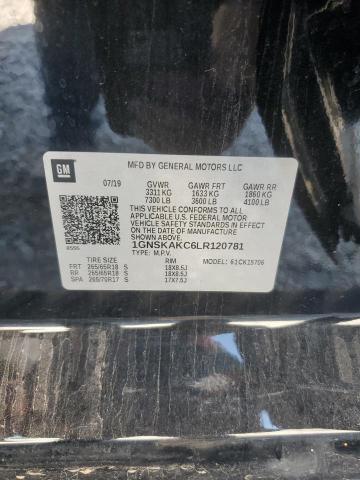 GM
MFD BY GENERAL MOTORS LLC
07/19 GVWR GAWR FRT GAWR RR
3311 KG 1633 KG 1860 KG
7300 LB 3600 LB 4100 LB
THIS VEHICLE CONFORMS TO ALL APPLICABLE
U.S. FEDERAL MOTOR VEHICLE SAFETY AND
THEFT PREVENTION STANDARDS IN EFFECT ON
THE DATE OF MANUFACTURE SHOWN ABOVE.
1GNSKAKC6LR120781
TYPE: M.P.V.
TIRE SIZE RIM MODEL: 61CK15706
FRT 265/65R18 S 18X8.5J
RR 265/65R18 S 18X8.5J
SPA 265/70R17 S 17X7.5J